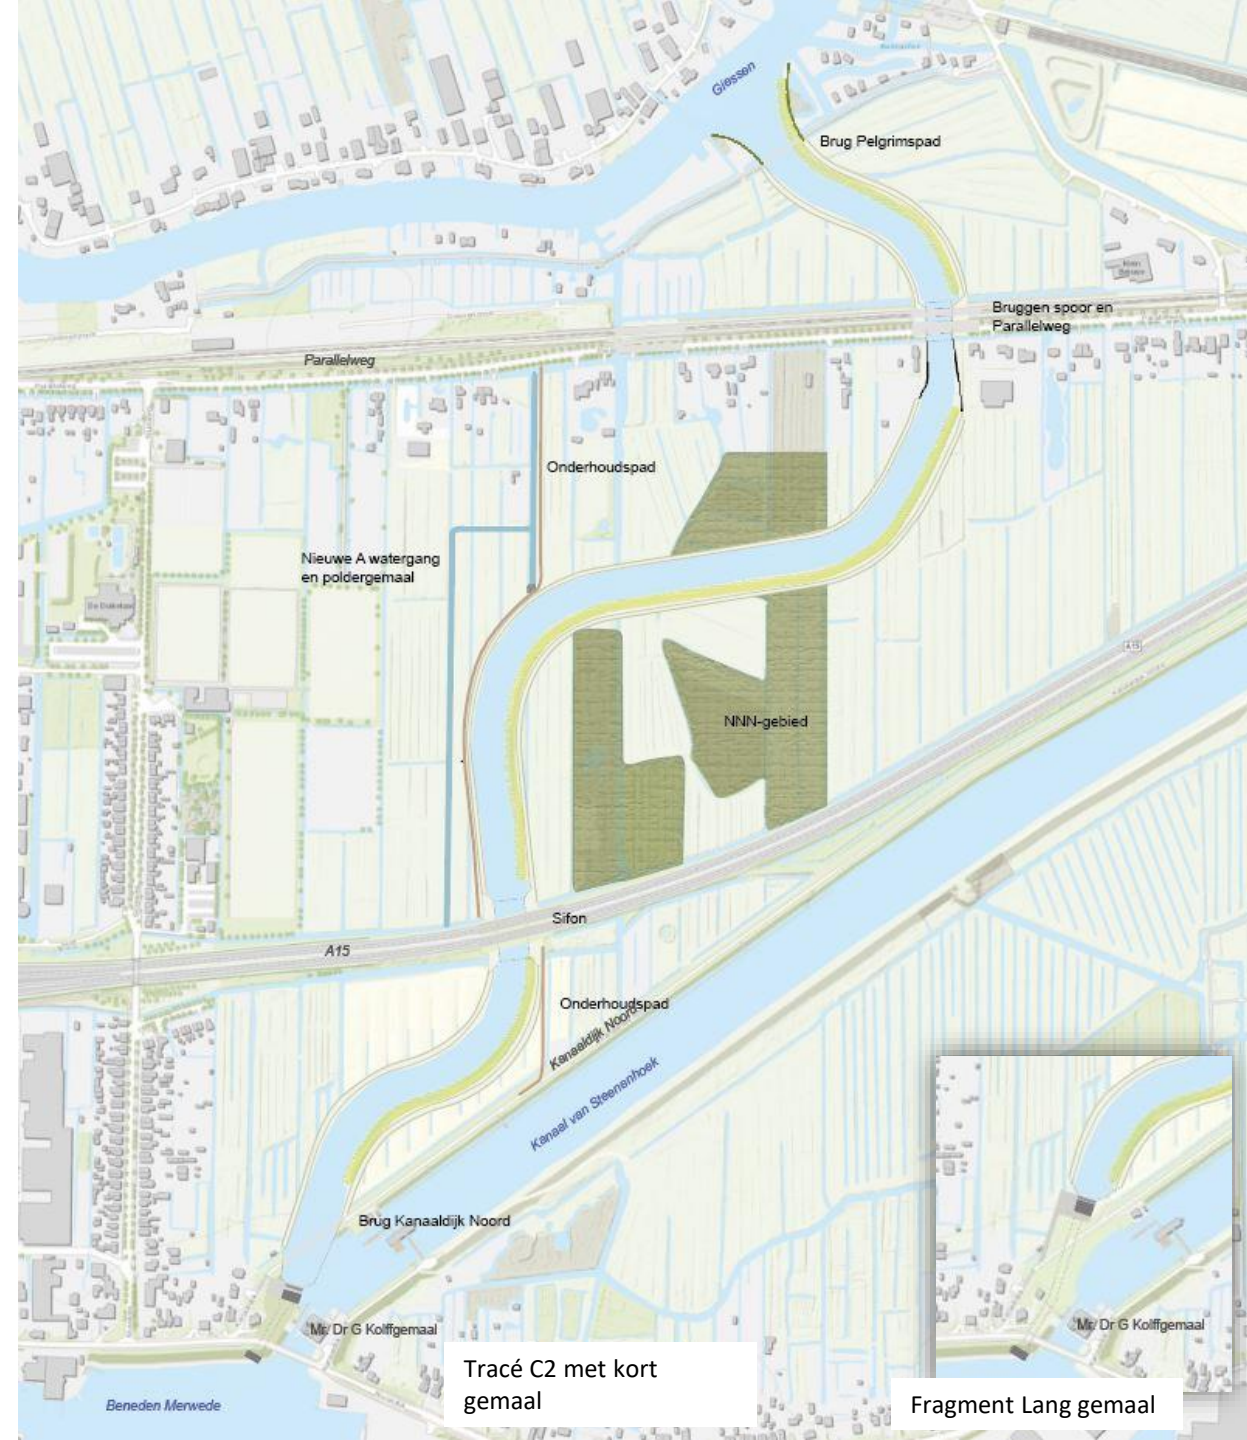 Giessen
Brug Pelgrimspad
Bruggen spoor en
Parallelweg
Parallelweg
Onderhoudspad
Nieuwe A watergang
en poldergemaal
A15
NNN-gebied
Sifon
A15
Onderhoudspad
Kanaaldijk Noord
Kanaal van Steenenhoek
Brug Kanaaldijk Noord
Mr. Dr G Kolffgemaal
Mr. Dr G Kolffgemaal
Tracé C2 met kort
gemaal
Beneden Merwede
Fragment Lang gemaal